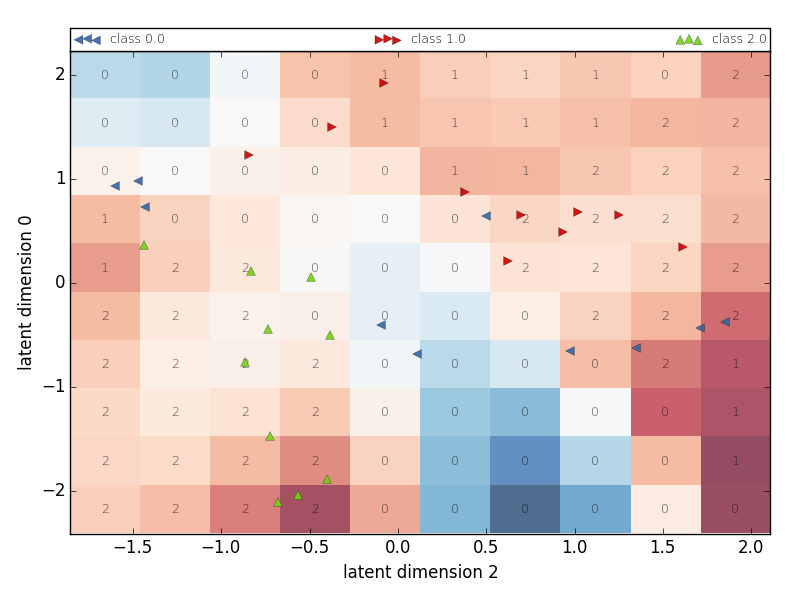 class 0.0 class 1.0 class 2.0
2
0 0 0 0 1 1 1 1 0 2
0 0 0 0 1 1 1 1 2 2
1
0 0 0 0 0 1 1 2 2 2
1 0 0 0 0 0 2 2 2 2
0
1 2 2 0 0 0 2 2 2 2
2 2 2 0 0 0 0 2 2 2
−1
2 2 2 2 0 0 0 0 2 1
2 2 2 2 0 0 0 0 0 1
2 2 2 2 0 0 0 0 0 1
−2
2 2 2 2 0 0 0 0 0 0
latent dimension 0
−1.5 −1.0 −0.5 0.0 0.5 1.0 1.5 2.0
latent dimension 2